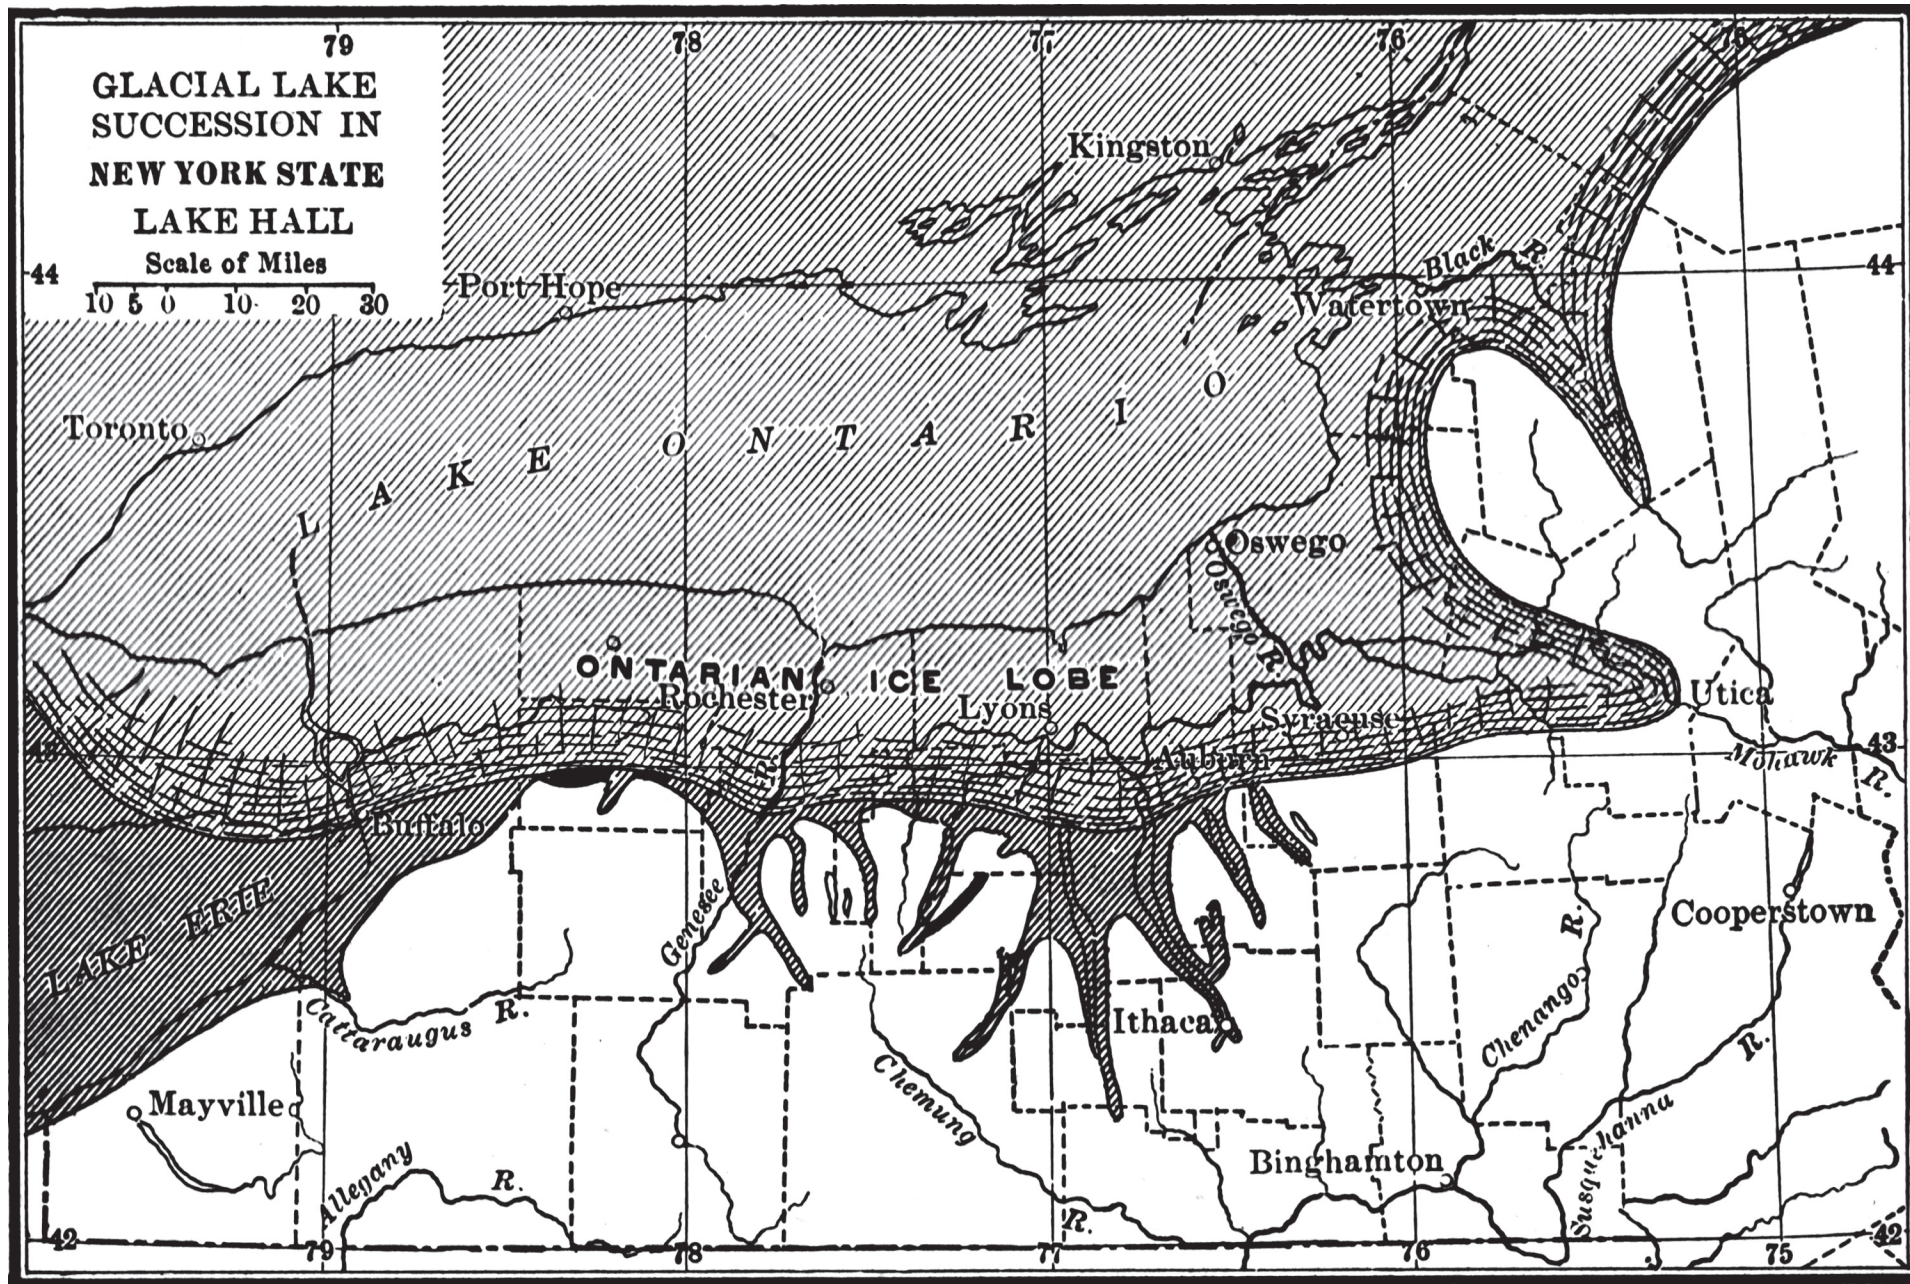 79
78
77
76
75
GLACIAL LAKE
SUCCESSION IN
NEW YORK STATE
LAKE HALL
Scale of Miles
10 5 0 10 20 30
Kingston
44
Port Hope
Black R.
44
Watertown
Toronto
LAKE ONTARIO
Oswego
Oswego R.
ONTARIAN ICE LOBE
Rochester
Lyons
Utica
Syracuse
43
Auburn
Mohawk R.
43
R.
Buffalo
LAKE ERIE
Genesee
Cooperstown
R.
Chenango
Cattaraugus R.
Ithaca
R.
Mayville
Chemung
R.
Susquehanna
Binghamton
Allegany R.
42
79
78
77
76
75
42